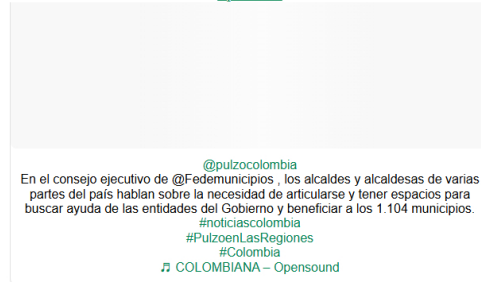 @pulzocolombia
En el consejo ejecutivo de @Fedemunicipios , los alcaldes y alcaldesas de varias
partes del país hablan sobre la necesidad de articularse y tener espacios para
buscar ayuda de las entidades del Gobierno y beneficiar a los 1.104 municipios.
#noticiascolombia
#PulzoenLasRegiones
#Colombia
♬ COLOMBIANA – Opensound